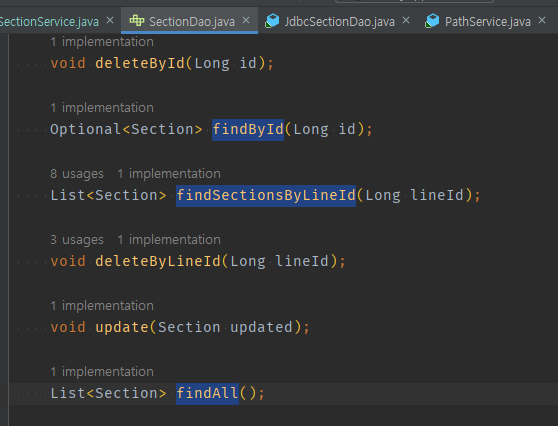 SectionService.java SectionDao.java JdbcSectionDao.java PathService.java
1 implementation
void deleteById(Long id);
1 implementation
Optional<Section> findById(Long id);
8 usages 1 implementation
List<Section> findSectionsByLineId(Long lineId);
3 usages 1 implementation
void deleteByLineId(Long lineId);
1 implementation
void update(Section updated);
1 implementation
List<Section> findAll();